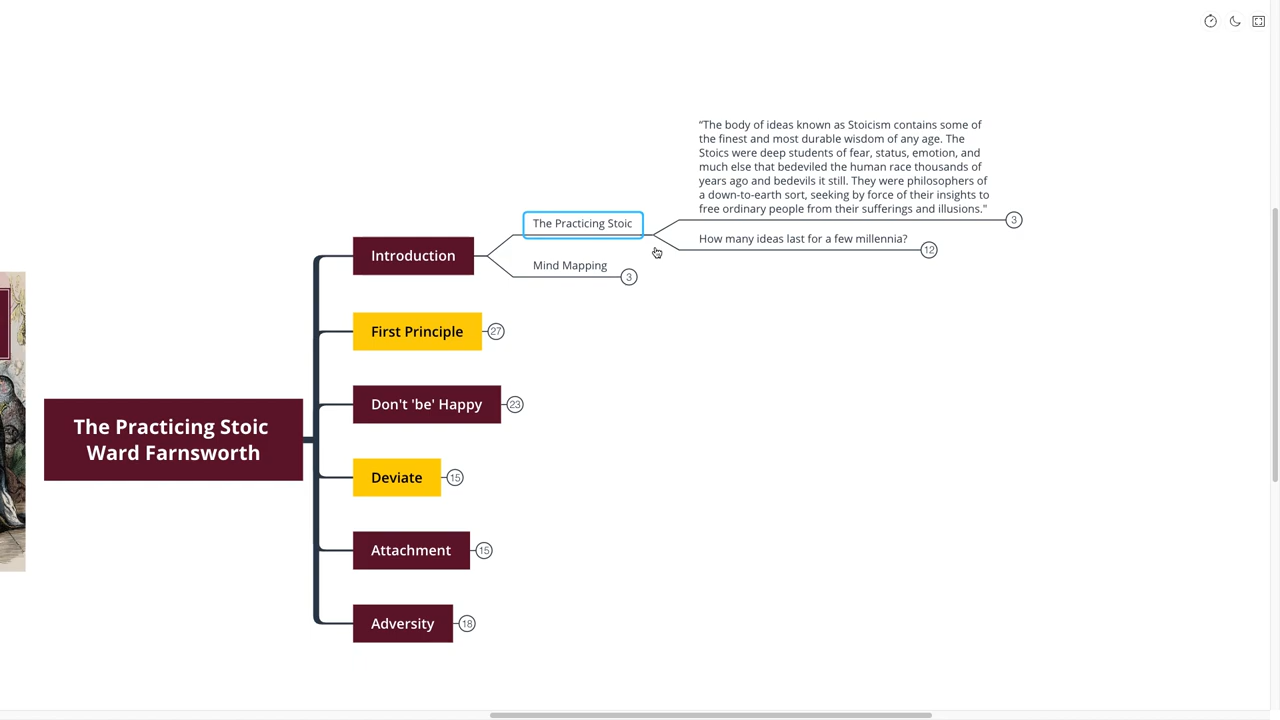 “The body of ideas known as Stoicism contains some of
the finest and most durable wisdom of any age. The
Stoics were deep students of fear, status, emotion, and
much else that bedeviled the human race thousands of
years ago and bedevils it still. They were philosophers of
a down-to-earth sort, seeking by force of their insights to
free ordinary people from their sufferings and illusions."
3
The Practicing Stoic
How many ideas last for a few millennia?
12
Introduction
Mind Mapping
3
First Principle
27
Don't 'be' Happy
23
The Practicing Stoic
Ward Farnsworth
Deviate
15
Attachment
15
Adversity
18